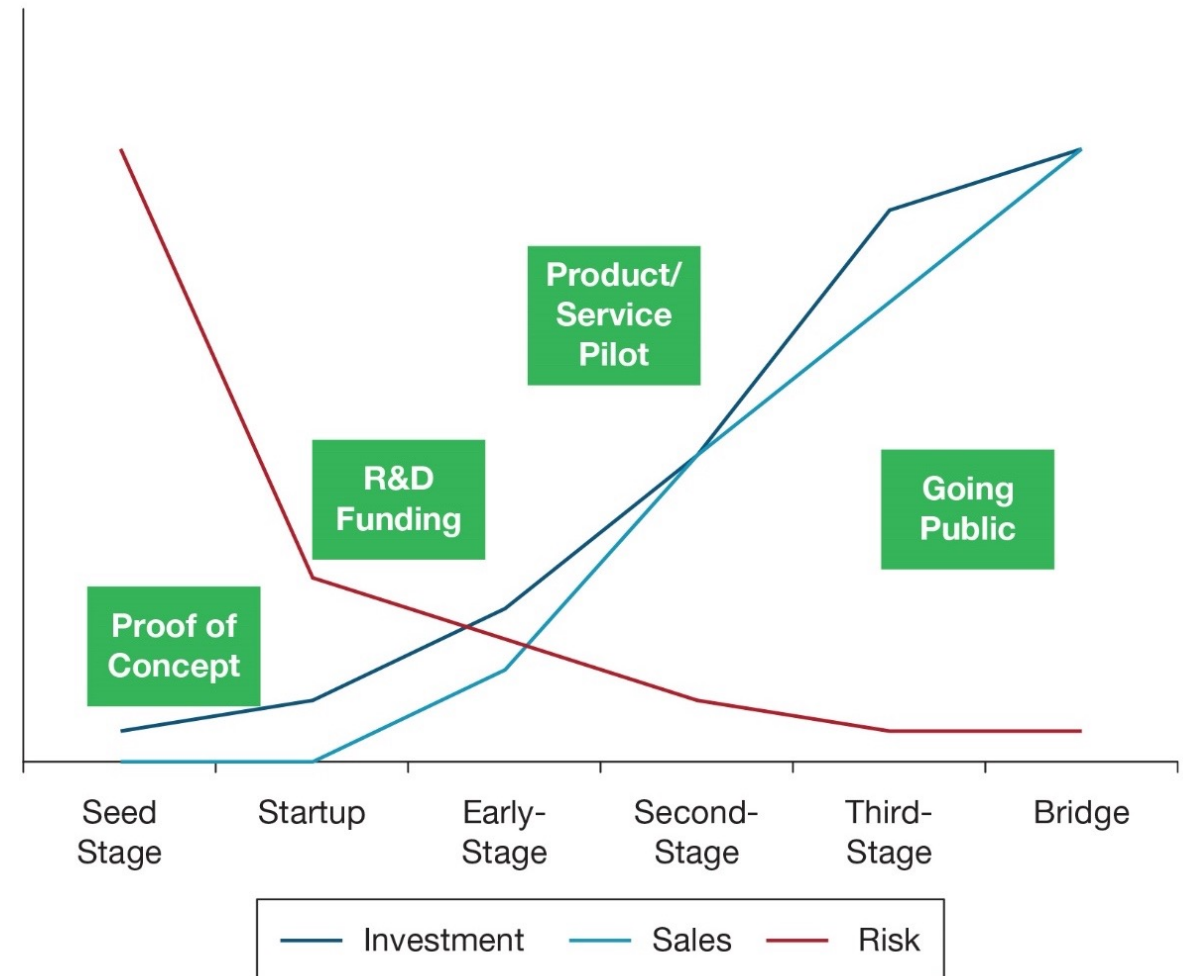 Product/
Service
Pilot
R&D
Funding
Going
Public
Proof of
Concept
Seed
Stage
Startup
Early-
Stage
Second-
Stage
Third-
Stage
Bridge
Investment
Sales
Risk